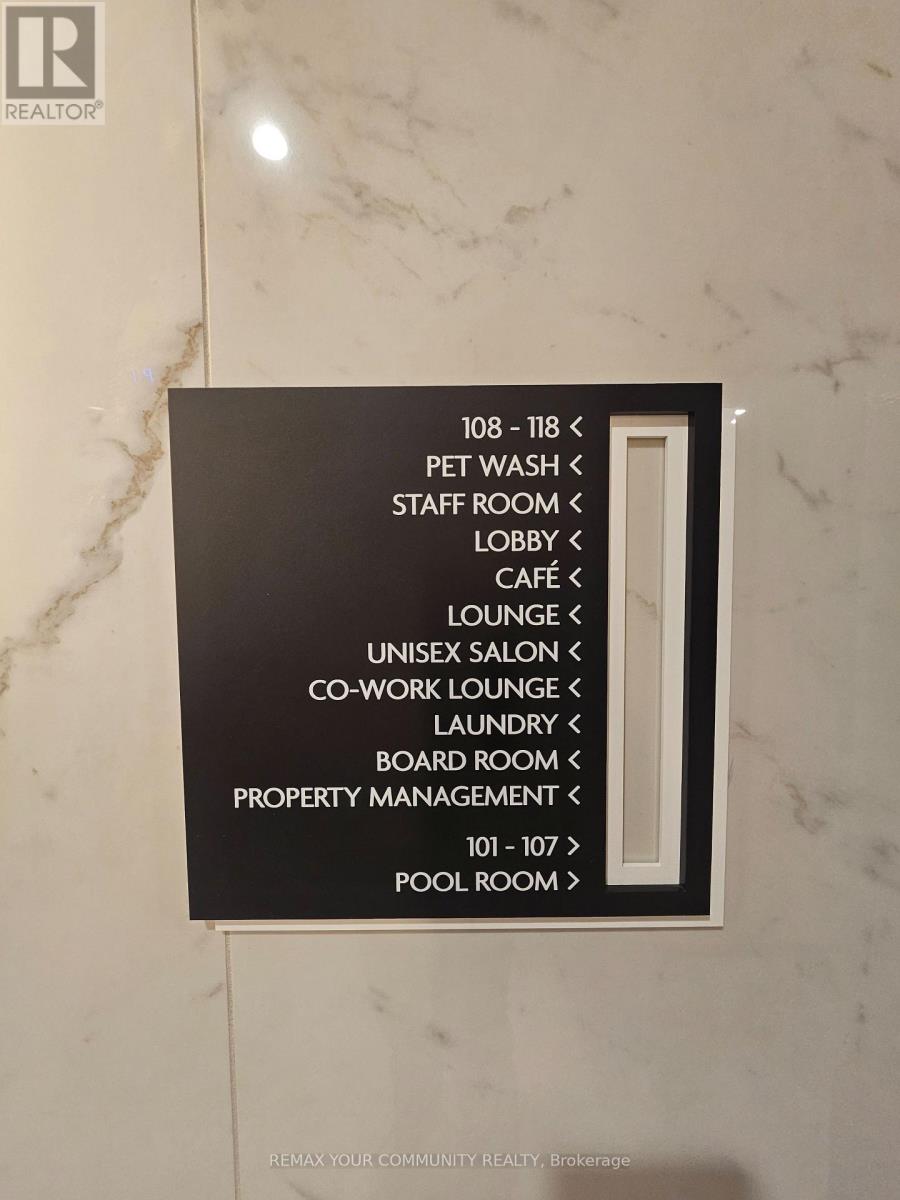 REALTOR®
108 - 118 <
PET WASH <
STAFF ROOM <
LOBBY <
CAFÉ <
LOUNGE <
UNISEX SALON <
CO-WORK LOUNGE <
LAUNDRY <
BOARD ROOM <
PROPERTY MANAGEMENT <
101 - 107 >
POOL ROOM >
REMAX YOUR COMMUNITY REALTY, Brokerage